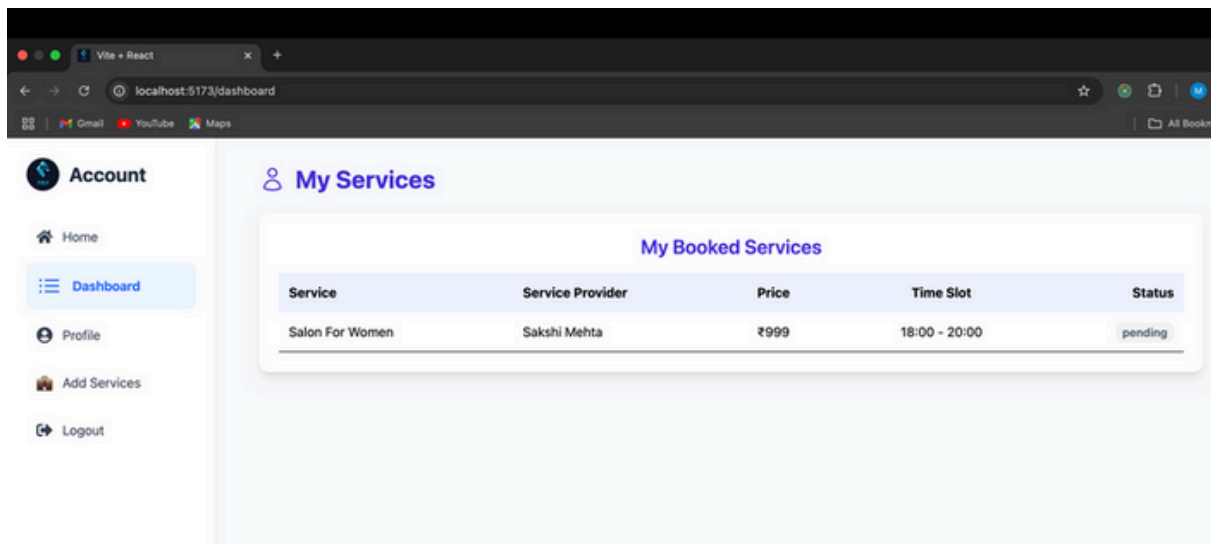 Vite + React
localhost:5173/dashboard
Gmail YouTube Maps
All Bookm
Account
Home
Dashboard
Profile
Add Services
Logout
My Services
My Booked Services
Service Service Provider Price Time Slot Status
Salon For Women Sakshi Mehta ₹999 18:00 - 20:00 pending